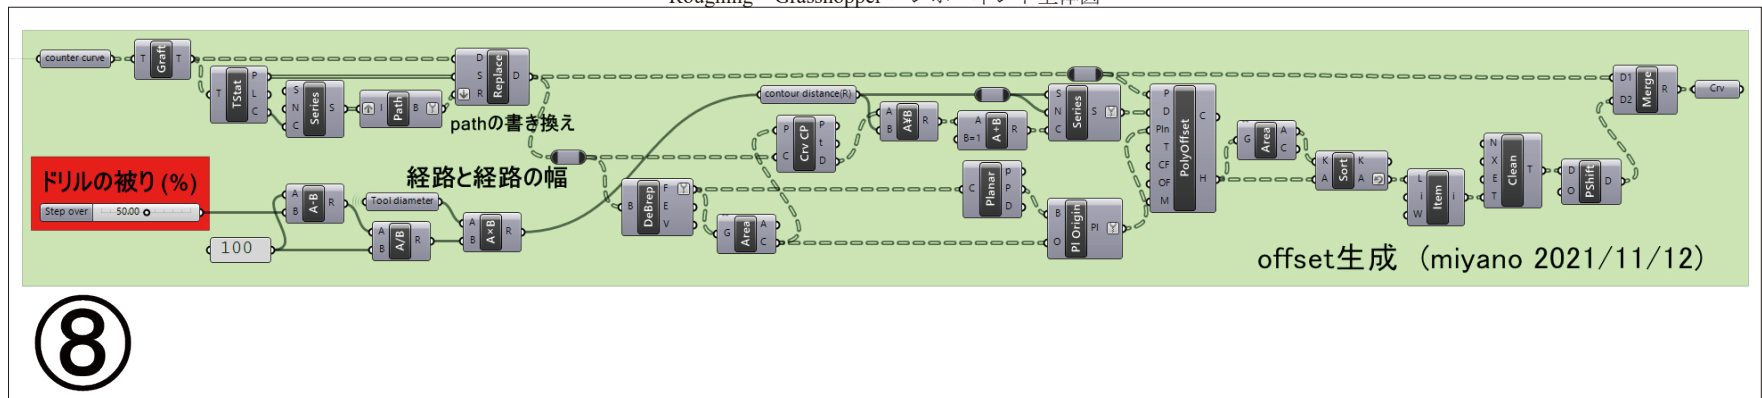 counter curve
T Graft T
T TStat P L C
S N C Series S
I Path B
D S R Replace D
pathの書き換え
ドリルの被り(%)
Step over 50.00
100
A B A-B R
経路と経路の幅
Tool diameter
A B A/B R
A B A×B R
contour distance(R)
B DeBrep F E V
G Area A C
P C Crv CP P t D
A B A¥B R
A B=1 A+B R
S N C Series S
C Planar p P D
B O Pl Origin Pl
P D Pln T CF OF M PolyOffset C H
G Area A C
K A Sort K A
L i W Item i
N X E T Clean T
D O PShift D
D1 D2 Merge R
Crv
offset生成 (miyano 2021/11/12)
⑧